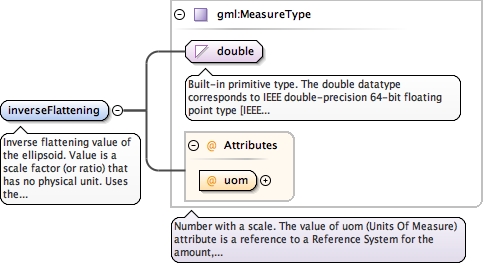 gml:MeasureType
double
Built-in primitive type. The double datatype
corresponds to IEEE double-precision 64-bit floating
point type [IEEE...
inverseFlattening
Inverse flattening value of
the ellipsoid. Value is a
scale factor (or ratio) that
has no physical unit. Uses
the...
@ Attributes
@ uom
Number with a scale. The value of uom (Units Of Measure)
attribute is a reference to a Reference System for the
amount,...